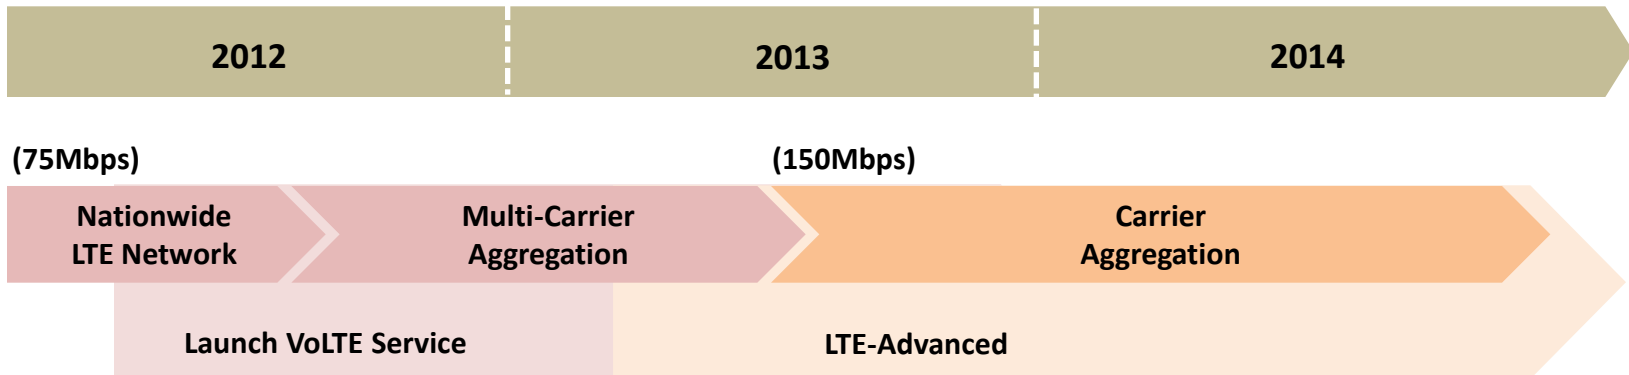 2012
2013
2014
(75Mbps)
(150Mbps)
Nationwide
LTE Network
Multi-Carrier
Aggregation
Carrier
Aggregation
Launch VoLTE Service
LTE-Advanced